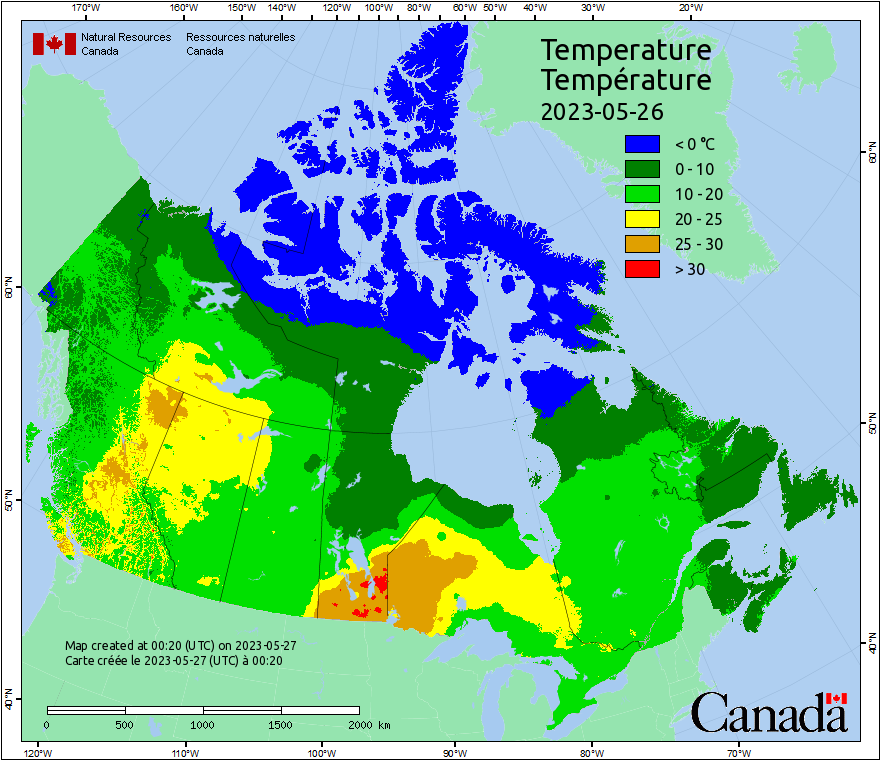 170°W 160°W 150°W 140°W 120°W 110°W 100°W 80°W 60°W 50°W 40°W 30°W 20°W
Natural Resources Ressources naturelles
Canada Canada
Temperature
Température
2023-05-26
< 0 °C
0 - 10
10 - 20
20 - 25
25 - 30
> 30
60°N
60°N
50°N
50°N
40°N
40°N
Map created at 00:20 (UTC) on 2023-05-27
Carte créée le 2023-05-27 (UTC) à 00:20
0 500 1000 1500 2000 km
Canada
120°W 110°W 100°W 90°W 80°W 70°W